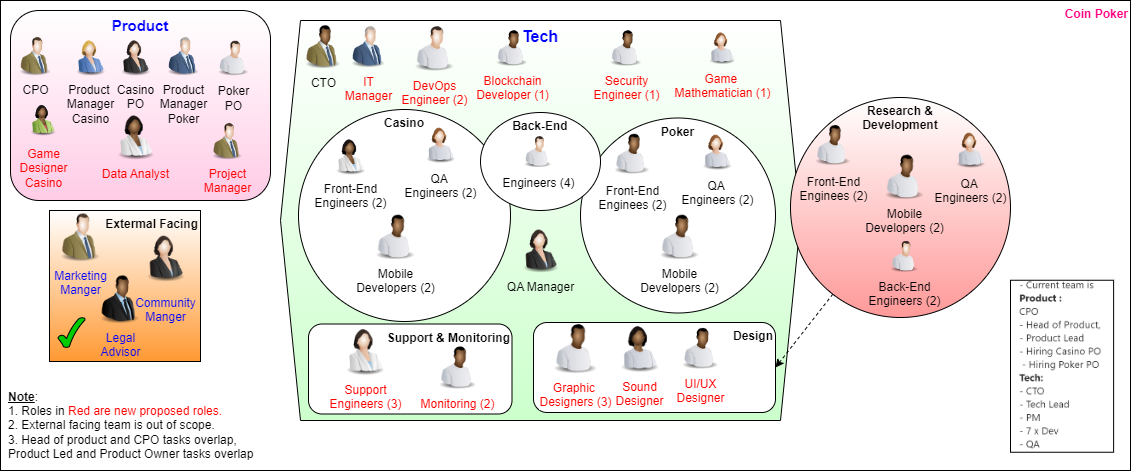 Coin Poker
Product
CPO
Product
Manager
Casino
Casino
PO
Product
Manager
Poker
Poker
PO
Game
Designer
Casino
Data Analyst
Project
Manager
Extermal Facing
Marketing
Manger
Community
Manger
Legal
Advisor
Note:
1. Roles in Red are new proposed roles.
2. External facing team is out of scope.
3. Head of product and CPO tasks overlap,
Product Led and Product Owner tasks overlap
Tech
CTO
IT
Manager
DevOps
Engineer (2)
Blockchain
Developer (1)
Security
Engineer (1)
Game
Mathematician (1)
Casino
Front-End
Engineers (2)
QA
Engineers (2)
Mobile
Developers (2)
Back-End
Engineers (4)
Poker
Front-End
Enginees (2)
QA
Engineers (2)
Mobile
Developers (2)
QA Manager
Support & Monitoring
Support
Engineers (3)
Monitoring (2)
Design
Graphic
Designers (3)
Sound
Designer
UI/UX
Designer
Research &
Development
Front-End
Enginees (2)
QA
Engineers (2)
Mobile
Developers (2)
Back-End
Engineers (2)
- Current team is
Product :
CPO
- Head of Product,
- Product Lead
- Hiring Casino PO
- Hiring Poker PO
Tech:
- CTO
- Tech Lead
- PM
- 7 x Dev
- QA